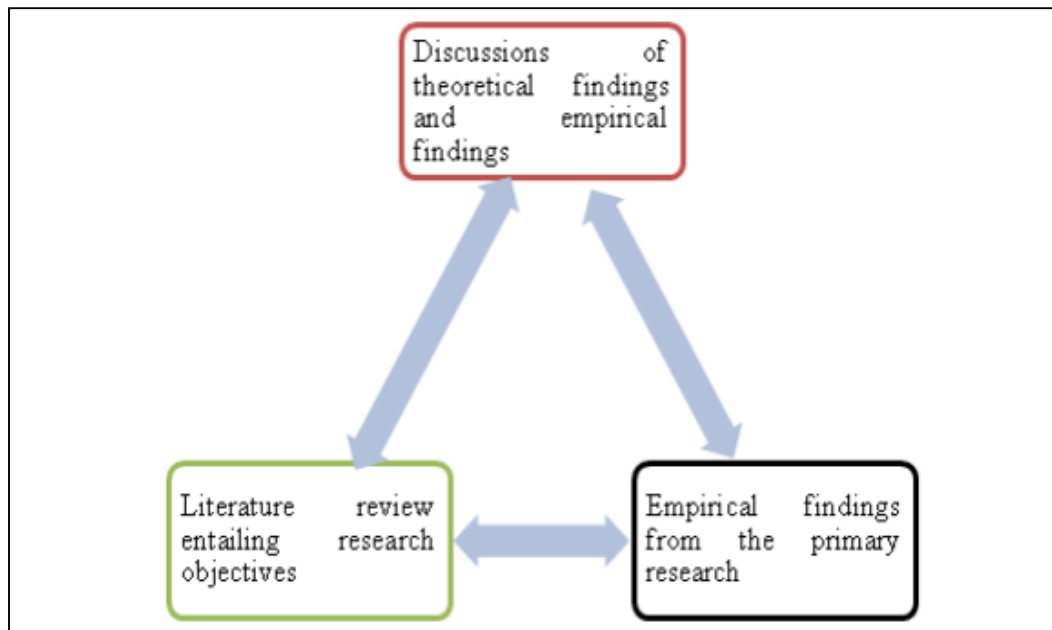 Discussions of
theoretical findings
and empirical
findings
Literature review
entailing research
objectives
Empirical findings
from the primary
research